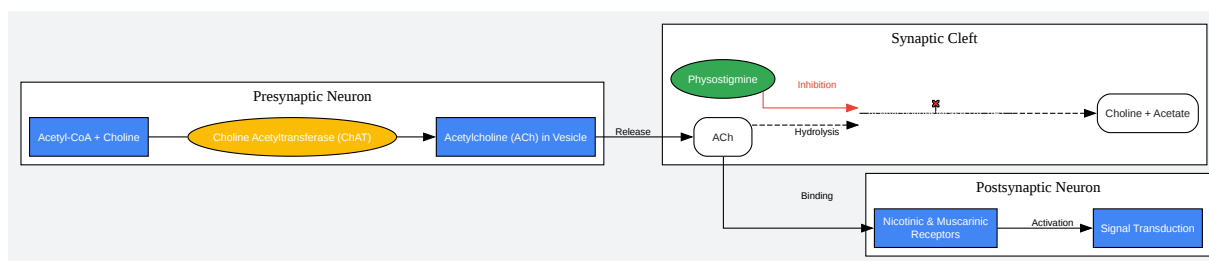 Presynaptic Neuron
Acetyl-CoA + Choline
Choline Acetyltransferase (ChAT)
Acetylcholine (ACh) in Vesicle
Release
Synaptic Cleft
Physostigmine
Inhibition
ACh
Hydrolysis
Choline + Acetate
Binding
Postsynaptic Neuron
Nicotinic & Muscarinic
Receptors
Activation
Signal Transduction